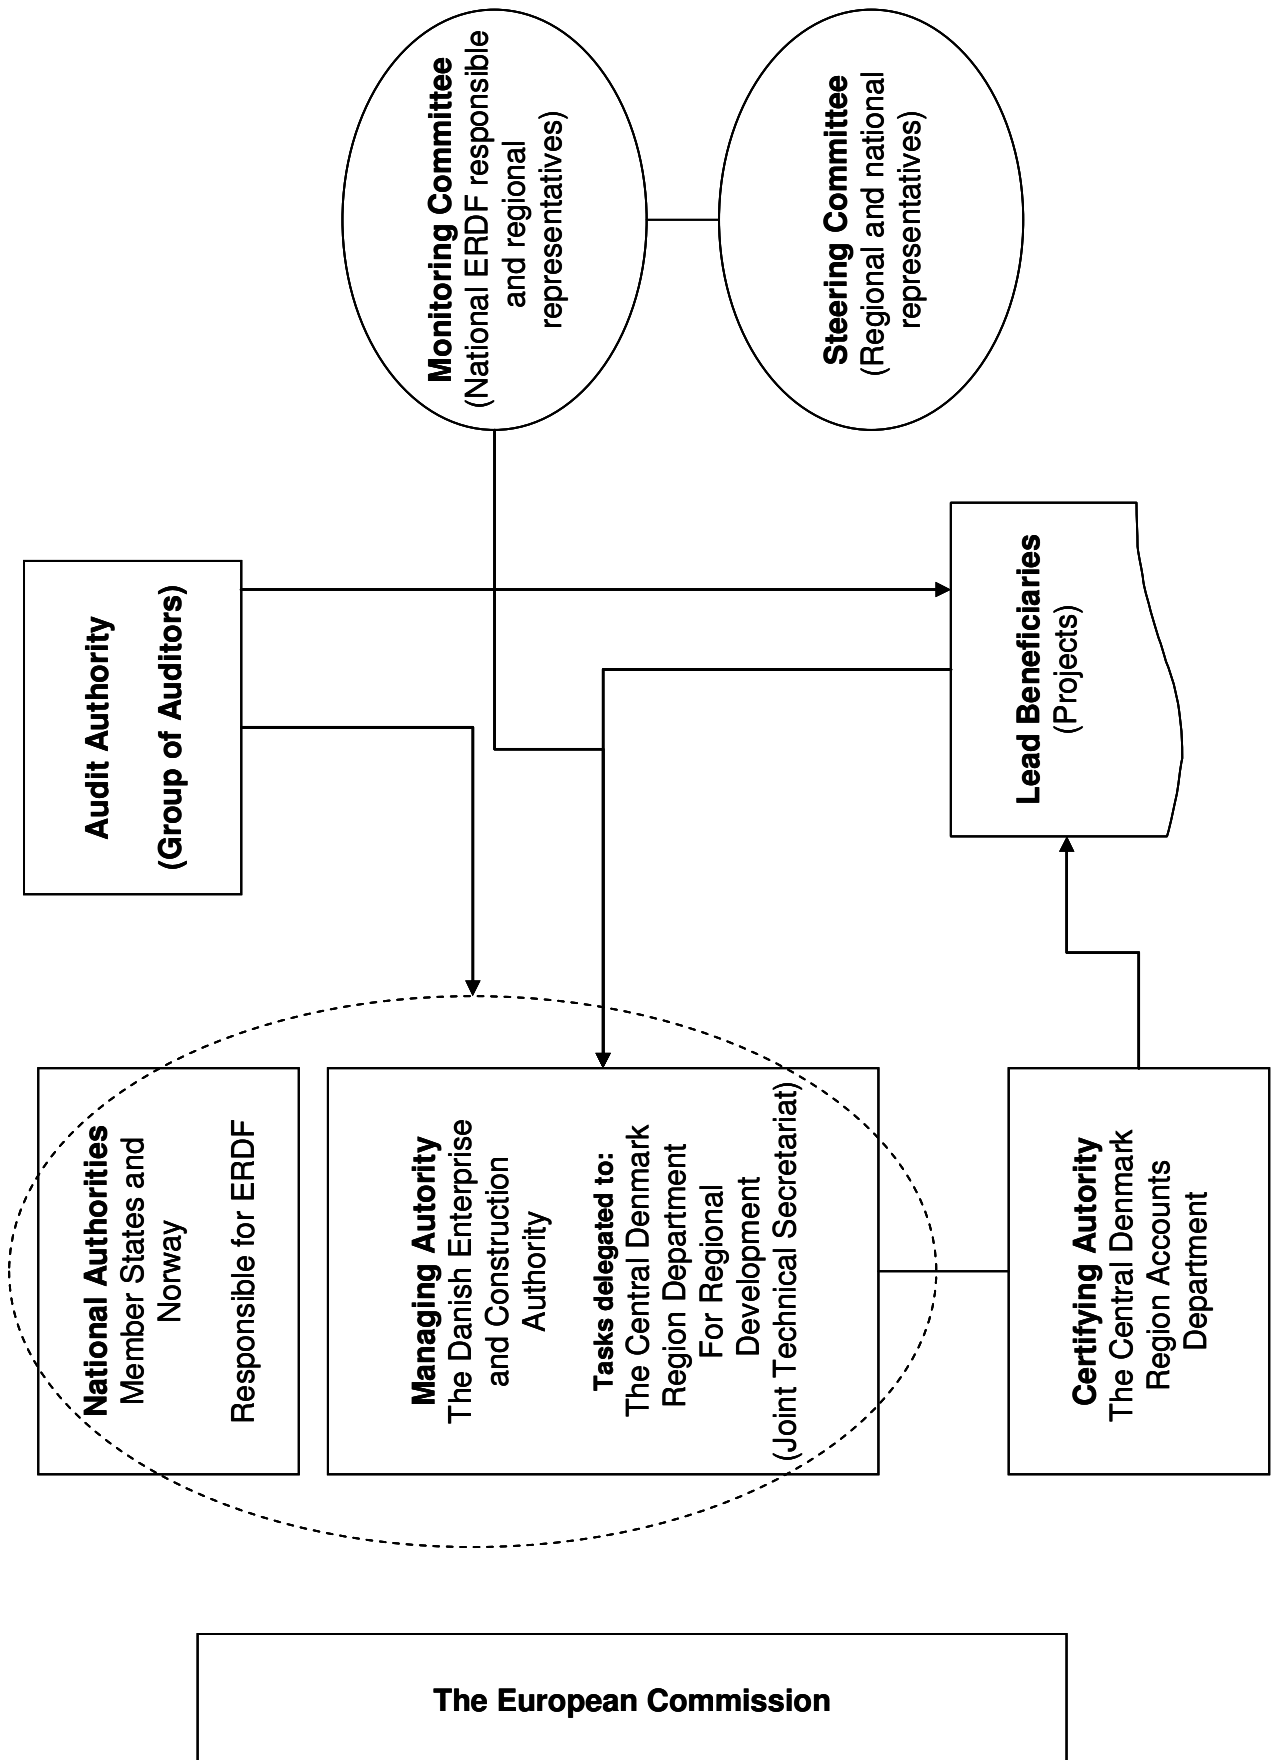 The European Commission
National Authorities
Member States and
Norway
Responsible for ERDF
Managing Autority
The Danish Enterprise
and Construction
Authority
Tasks delegated to:
The Central Denmark
Region Department
For Regional
Development
(Joint Technical Secretariat)
Certifying Autority
The Central Denmark
Region Accounts
Department
Audit Authority
(Group of Auditors)
Lead Beneficiaries
(Projects)
Monitoring Committee
(National ERDF responsible
and regional
representatives)
Steering Committee
(Regional and national
representatives)